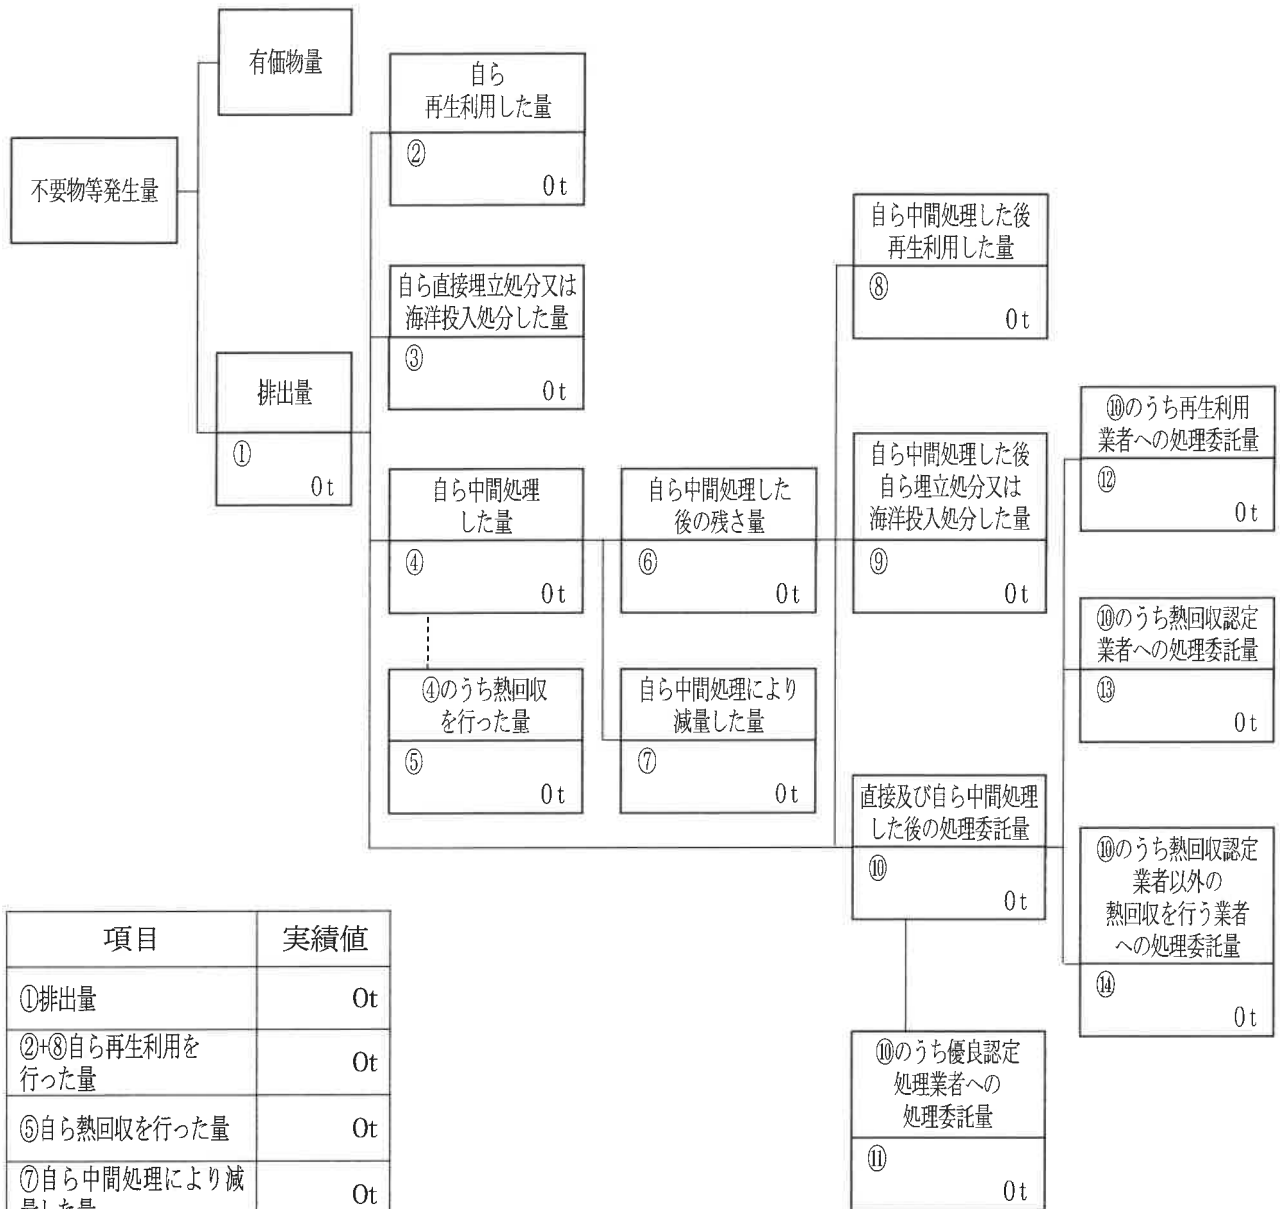 有価物量
不要物等発生量
排出量
①
0t
自ら
再生利用した量
②
0t
自ら直接埋立処分又は
海洋投入処分した量
③
0t
自ら中間処理
した量
④
0t
④のうち熱回収
を行った量
⑤
0t
自ら中間処理した
後の残さ量
⑥
0t
自ら中間処理により
減量した量
⑦
0t
自ら中間処理した後
再生利用した量
⑧
0t
自ら中間処理した後
自ら埋立処分又は
海洋投入処分した量
⑨
0t
直接及び自ら中間処理
した後の処理委託量
⑩
0t
⑩のうち優良認定
処理業者への
処理委託量
⑪
0t
⑩のうち再生利用
業者への処理委託量
⑫
0t
⑩のうち熱回収認定
業者への処理委託量
⑬
0t
⑩のうち熱回収認定
業者以外の
熱回収を行う業者
への処理委託量
⑭
0t
項目 実績値
①排出量 0t
②+⑧自ら再生利用を
行った量 0t
⑤自ら熱回収を行った量 0t
⑦自ら中間処理により減
量した量 0t